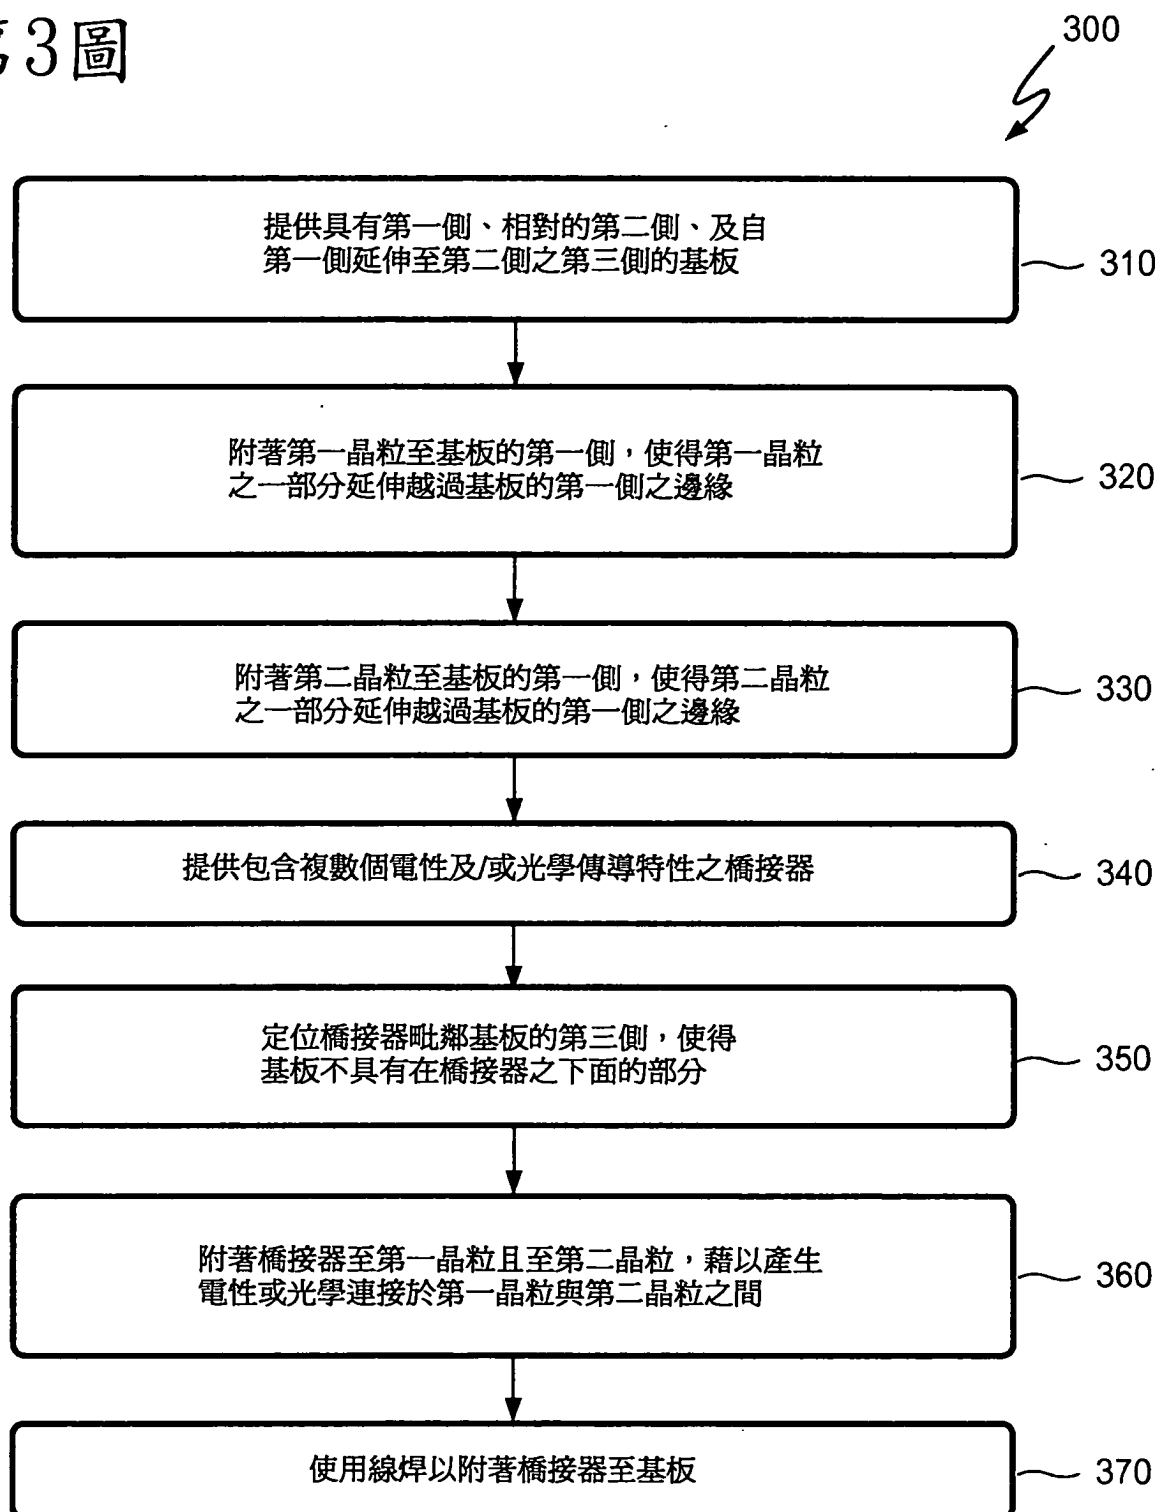 第3圖
300
提供具有第一側、相對的第二側、及自
第一側延伸至第二側之第三側的基板
310
附著第一晶粒至基板的第一側，使得第一晶粒
之一部分延伸越過基板的第一側之邊緣
320
附著第二晶粒至基板的第一側，使得第二晶粒
之一部分延伸越過基板的第一側之邊緣
330
提供包含複數個電性及/或光學傳導特性之橋接器
340
定位橋接器毗鄰基板的第三側，使得
基板不具有在橋接器之下面的部分
350
附著橋接器至第一晶粒且至第二晶粒，藉以產生
電性或光學連接於第一晶粒與第二晶粒之間
360
使用線焊以附著橋接器至基板
370